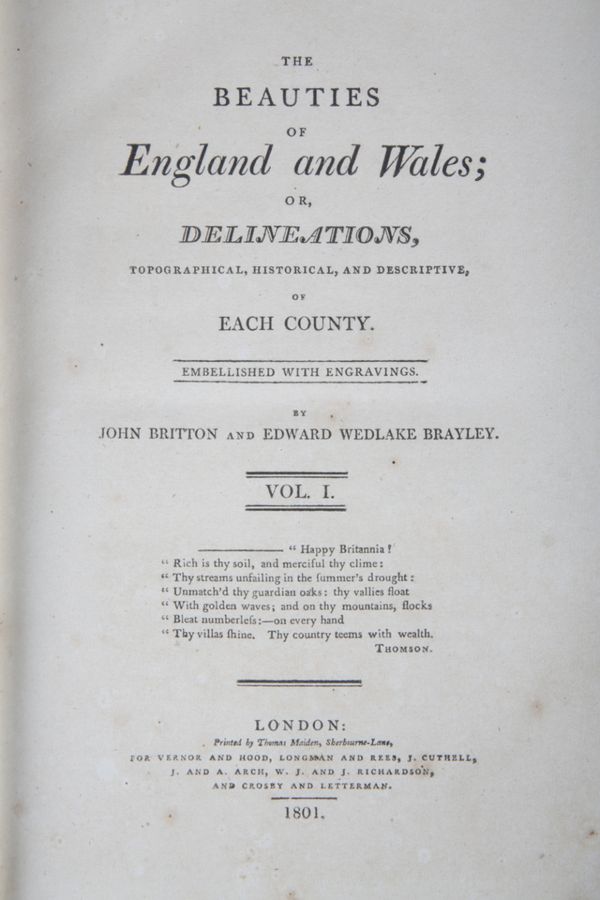 THE
BEAUTIES
OF
England and Wales;
OR,
DELINEATIONS,
TOPOGRAPHICAL, HISTORICAL, AND DESCRIPTIVE,
OF
EACH COUNTY.
EMBELLISHED WITH ENGRAVINGS.
BY
JOHN BRITTON AND EDWARD WEDLAKE BRAYLEY.
VOL. I.
——— “ Happy Britannia!
“ Rich is thy soil, and merciful thy clime:
“ Thy streams unfailing in the ſummer's drought:
“ Unmatch'd thy guardian oaks: thy vallies float
“ With golden waves; and on thy mountains, flocks
“ Bleat numberleſs:—on every hand
“ Thy villas ſhine. Thy country teems with wealth.
THOMSON.
LONDON:
Printed by Thomas Maiden, Sherbourne-Lane,
FOR VERNOR AND HOOD, LONGMAN AND REES, J. CUTHELL,
J. AND A. ARCH, W. J. AND J. RICHARDSON,
AND CROSBY AND LETTERMAN.
1801.